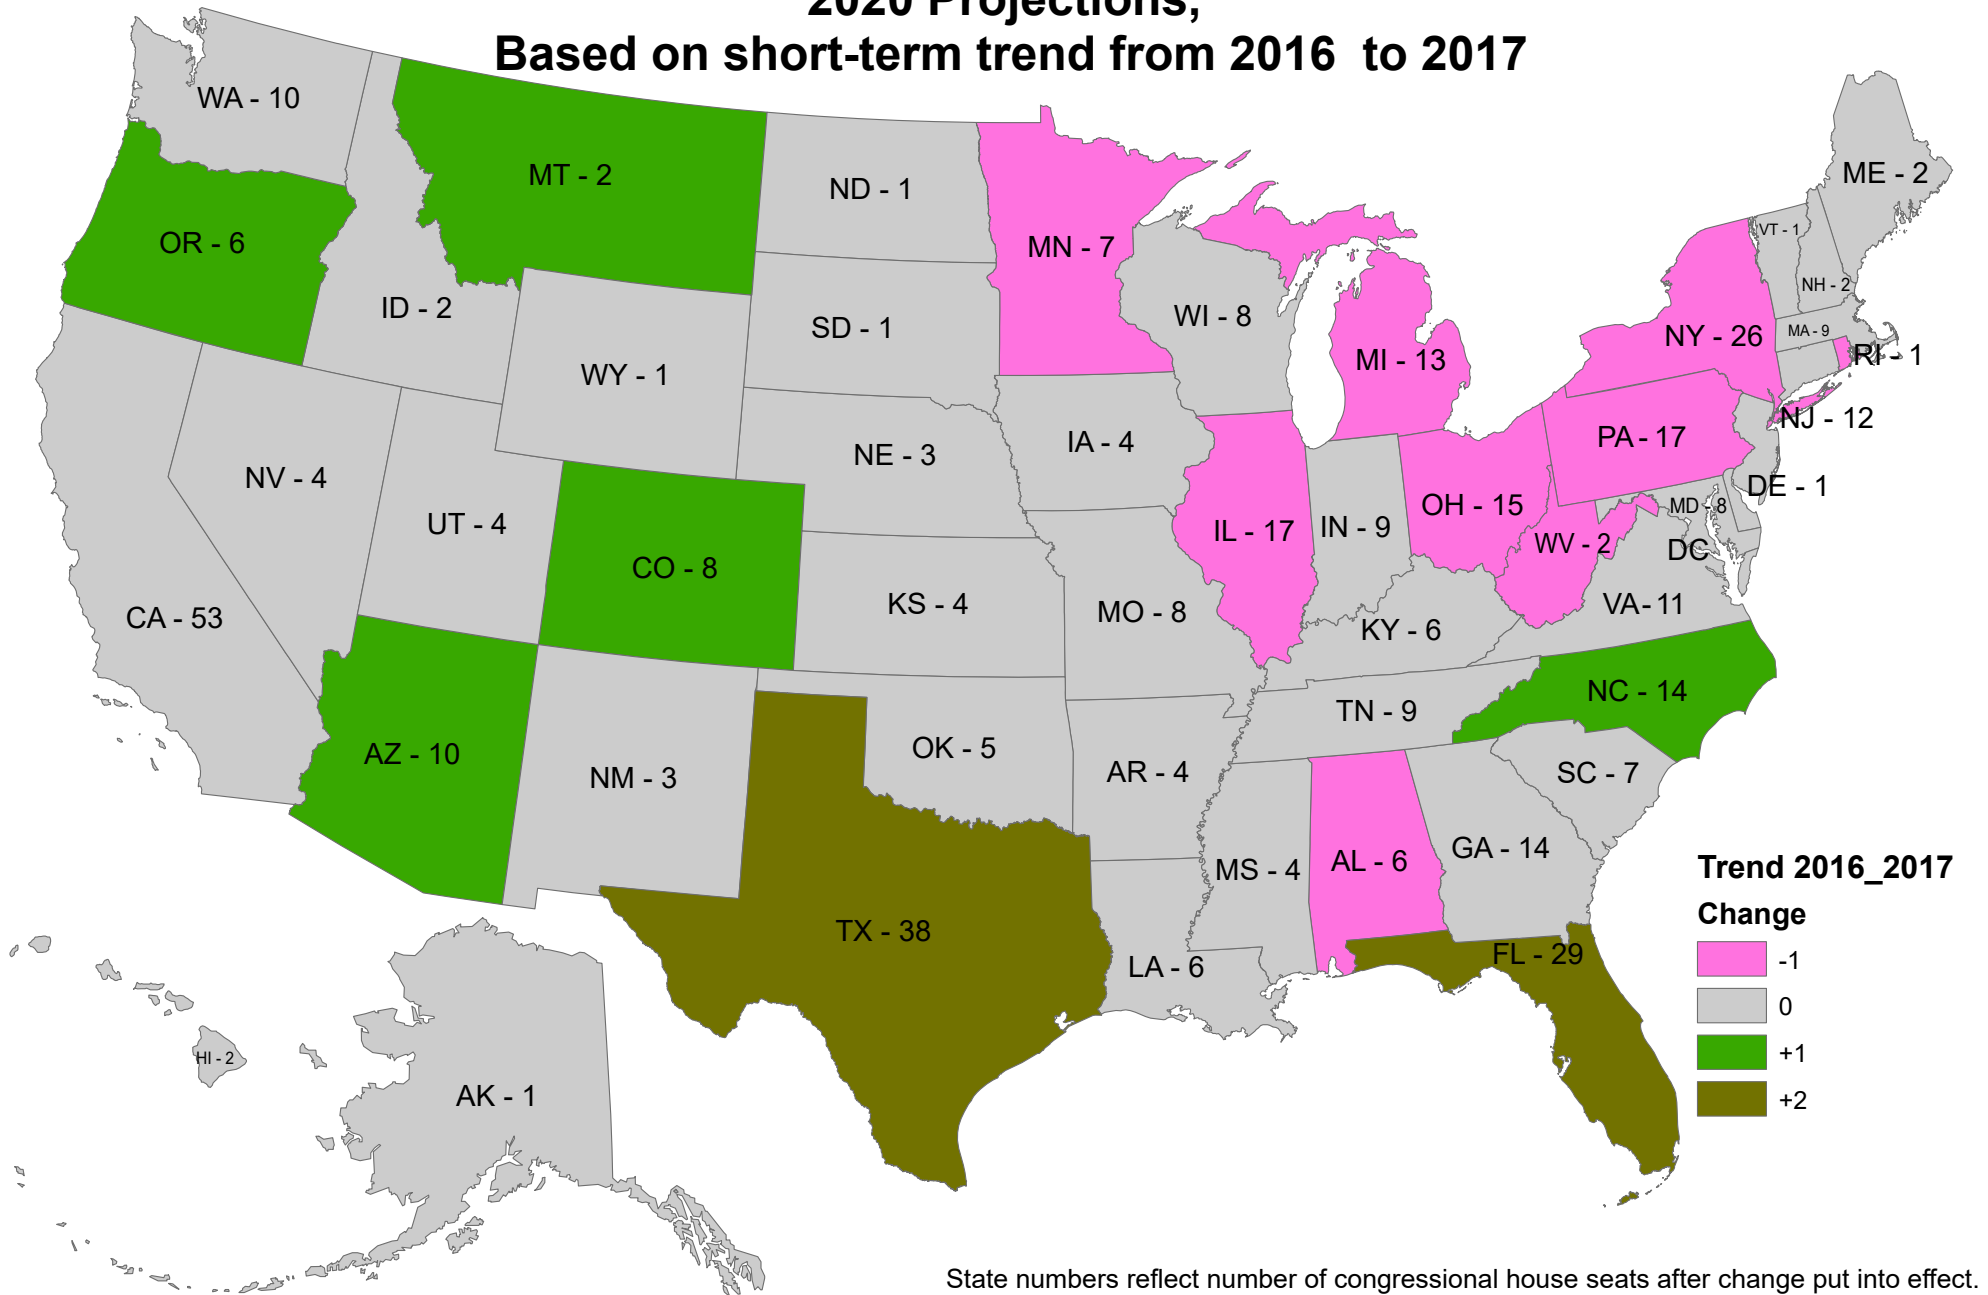 2020 Projections,
Based on short-term trend from 2016 to 2017
WA - 10
MT - 2
ND - 1
MN - 7
ME - 2
OR - 6
VT - 1
ID - 2
NH - 2
SD - 1
WI - 8
MA - 9
NY - 26
RI - 1
MI - 13
WY - 1
NJ - 12
IA - 4
PA - 17
NE - 3
NV - 4
DE - 1
MD - 8
OH - 15
UT - 4
IN - 9
IL - 17
WV - 2
DC
CO - 8
KS - 4
MO - 8
VA- 11
CA - 53
KY - 6
NC - 14
TN - 9
AZ - 10
OK - 5
NM - 3
AR - 4
SC - 7
GA - 14
AL - 6
MS - 4
TX - 38
FL - 29
LA - 6
HI - 2
AK - 1
Trend 2016_2017
Change
-1
0
+1
+2
State numbers reflect number of congressional house seats after change put into effect.